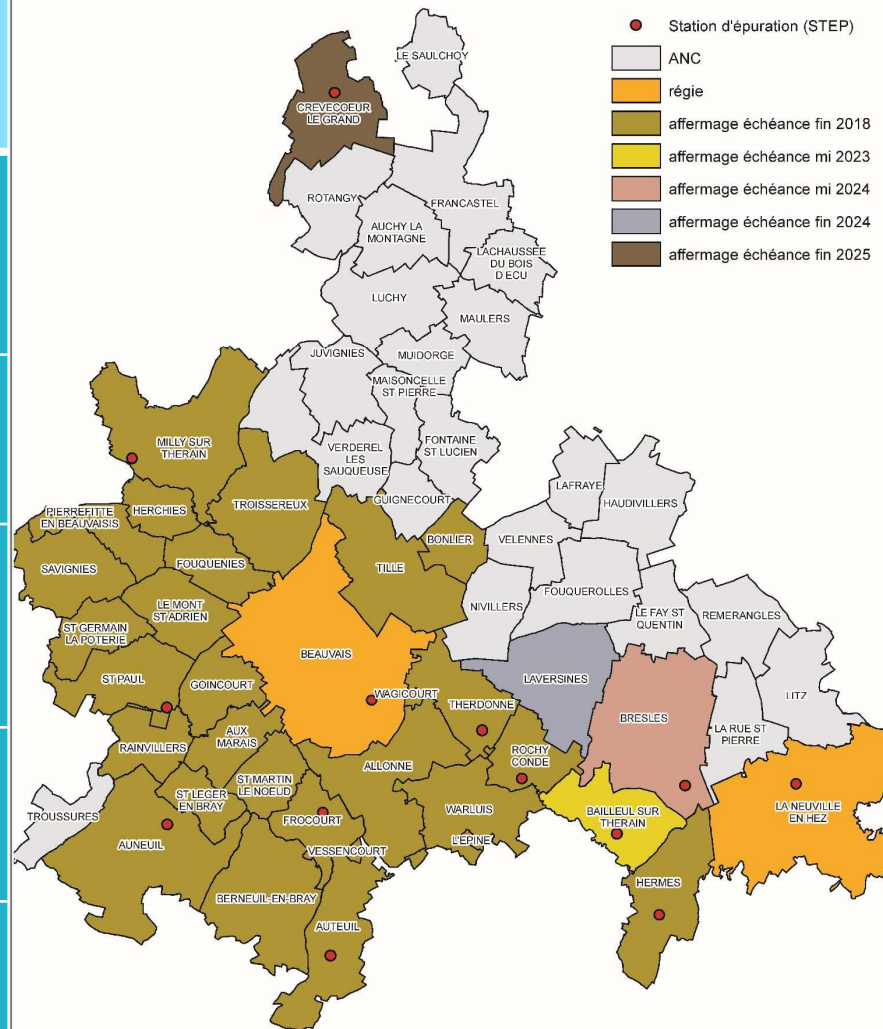 Station d'épuration (STEP)
ANC
régie
affermage échéance fin 2018
affermage échéance mi 2023
affermage échéance mi 2024
affermage échéance fin 2024
affermage échéance fin 2025
LE SAULCHOY
CREVECOEUR
LE GRAND
ROTANGY
FRANCASTEL
AUCHY LA
MONTAGNE
LACHAUSSEE
DU BOIS
D ECU
LUCHY
MAULERS
JUVIGNIES
MUIDORGE
MAISONCELLE
ST PIERRE
MILLY SUR
THERAIN
VERDEREL
LES
SAUQUEUSE
FONTAINE
ST LUCIEN
LAFRAYE
HAUDIVILLERS
GUIGNECOURT
TROISSEREUX
HERCHIES
PIERREFITTE
EN BEAUVAISIS
BONLIER
VELENNES
SAVIGNIES
FOUQUENIES
TILLE
FOUQUEROLLES
NIVILLERS
LE FAY ST
QUENTIN
REMERANGLES
LE MONT
ST ADRIEN
ST GERMAIN
LA POTERIE
BEAUVAIS
ST PAUL
GOINCOURT
LAVERSINES
WAGICOURT
THERDONNE
BRESLES
LITZ
LA RUE ST
PIERRE
AUX
MARAIS
RAINVILLERS
ROCHY
CONDE
ALLONNE
ST MARTIN
LE NOEUD
ST LEGER
EN BRAY
TROUSSURES
WARLUIS
BAILLEUL SUR
THERAIN
LA NEUVILLE
EN HEZ
FROCOURT
AUNEUIL
L'EPINE
VESSENCOURT
HERMES
BERNEUIL-EN-BRAY
AUTEUIL